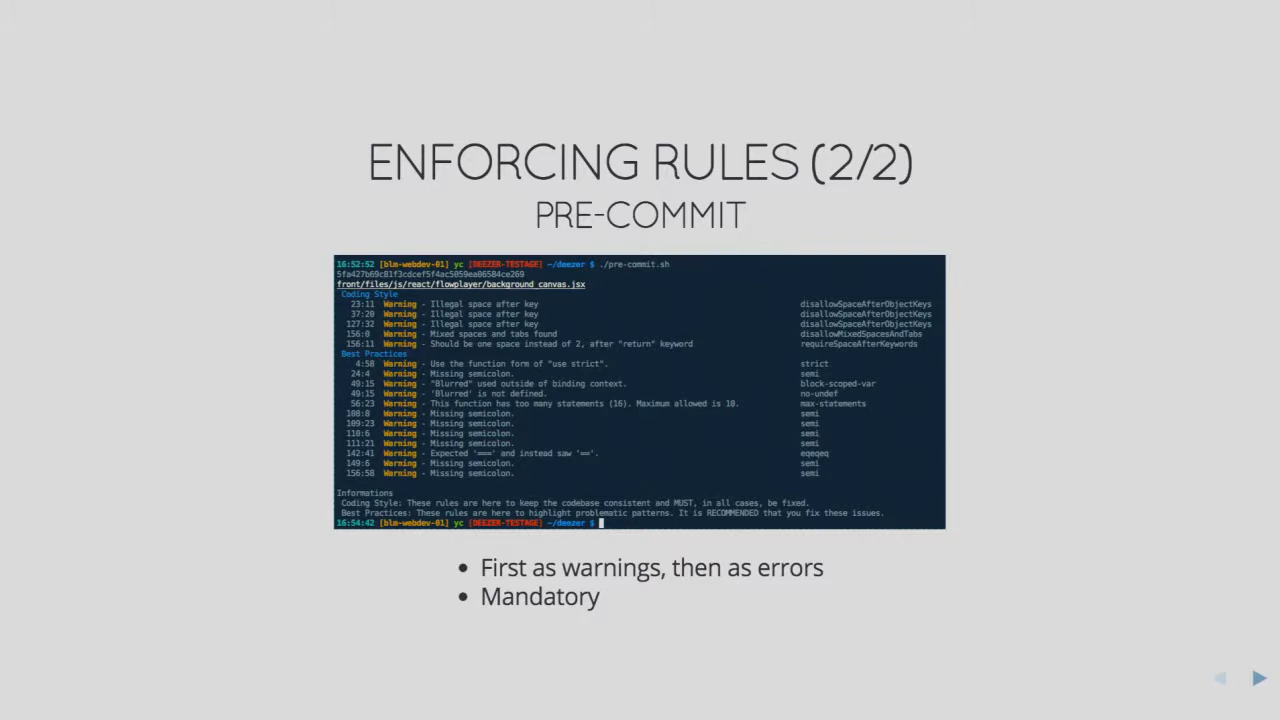 ENFORCING RULES (2/2)
PRE-COMMIT
16:52:52 [blm-webdev-01] yc [DEEZER-TESTAGE] ~/deezer $ ./pre-commit.sh
5fa427b69c81f3cdcef5f4ac5059ea06584ce269
front/files/js/react/flowplayer/background_canvas.jsx
Coding Style
23:11 Warning - Illegal space after key disallowSpaceAfterObjectKeys
37:20 Warning - Illegal space after key disallowSpaceAfterObjectKeys
127:32 Warning - Illegal space after key disallowSpaceAfterObjectKeys
156:0 Warning - Mixed spaces and tabs found disallowMixedSpacesAndTabs
156:11 Warning - Should be one space instead of 2, after "return" keyword requireSpaceAfterKeywords
Best Practices
4:58 Warning - Use the function form of "use strict". strict
24:4 Warning - Missing semicolon. semi
49:15 Warning - "Blurred" used outside of binding context. block-scoped-var
49:15 Warning - 'Blurred' is not defined. no-undef
56:23 Warning - This function has too many statements (16). Maximum allowed is 10. max-statements
108:8 Warning - Missing semicolon. semi
109:23 Warning - Missing semicolon. semi
110:6 Warning - Missing semicolon. semi
111:21 Warning - Missing semicolon. semi
142:41 Warning - Expected '===' and instead saw '=='. eqeqeq
149:6 Warning - Missing semicolon. semi
156:58 Warning - Missing semicolon. semi
Informations
Coding Style: These rules are here to keep the codebase consistent and MUST, in all cases, be fixed.
Best Practices: These rules are here to highlight problematic patterns. It is RECOMMENDED that you fix these issues.
16:54:42 [blm-webdev-01] yc [DEEZER-TESTAGE] ~/deezer $
• First as warnings, then as errors
• Mandatory